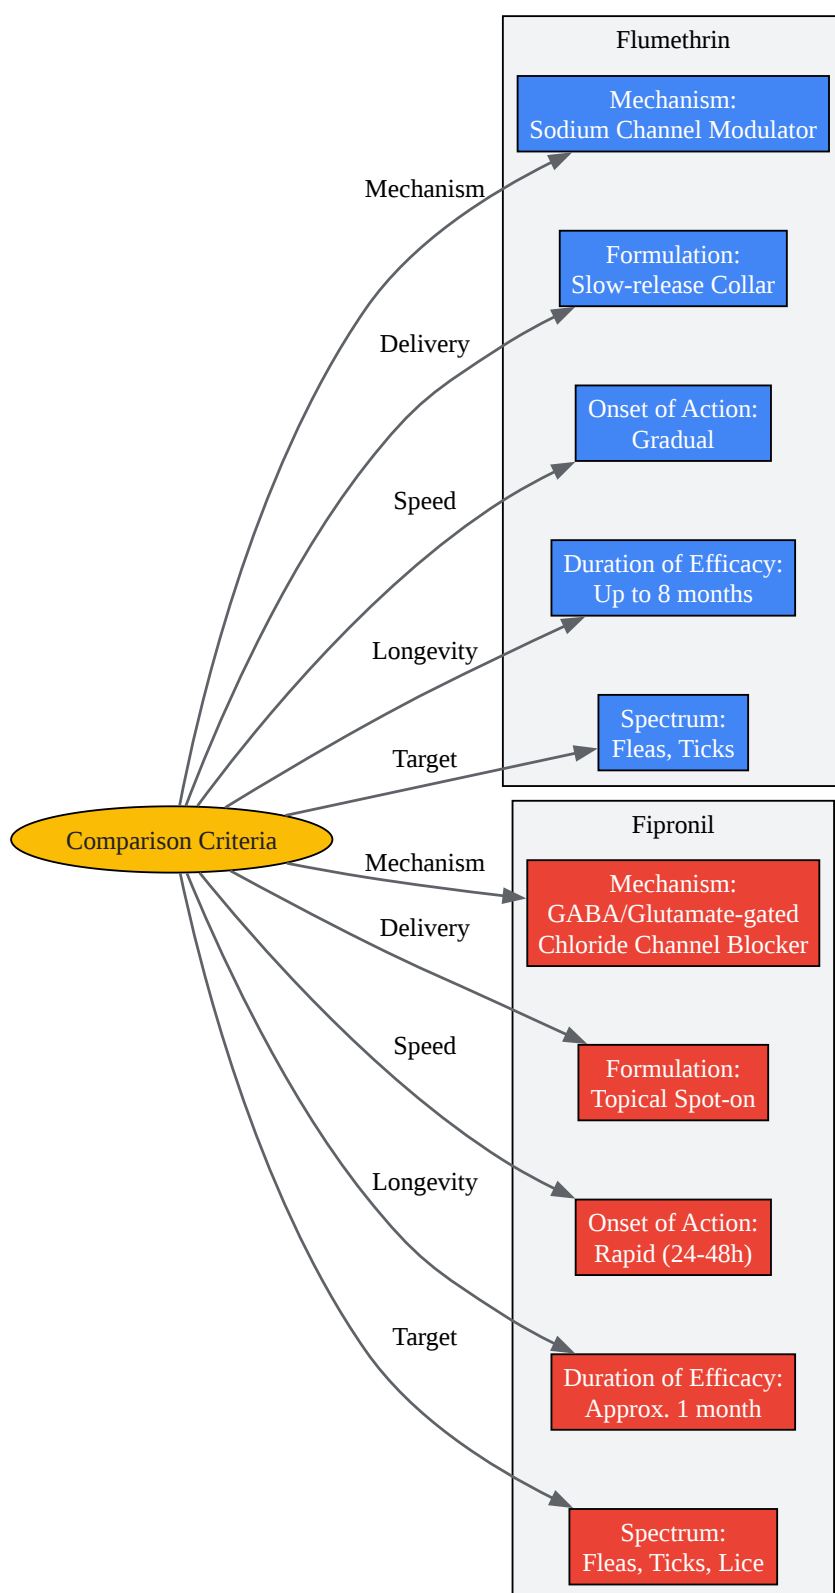 Flumethrin
Mechanism:
Sodium Channel Modulator
Mechanism
Formulation:
Slow-release Collar
Delivery
Onset of Action:
Gradual
Speed
Duration of Efficacy:
Up to 8 months
Longevity
Spectrum:
Fleas, Ticks
Target
Comparison Criteria
Fipronil
Mechanism
Mechanism:
GABA/Glutamate-gated
Chloride Channel Blocker
Delivery
Formulation:
Topical Spot-on
Speed
Onset of Action:
Rapid (24-48h)
Longevity
Duration of Efficacy:
Approx. 1 month
Target
Spectrum:
Fleas, Ticks, Lice